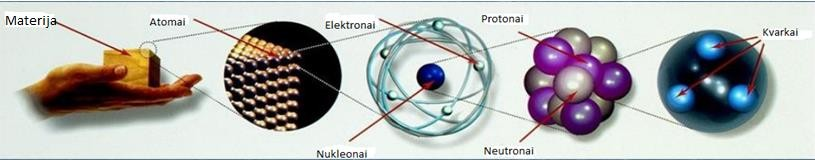 Materija
Atomai
Elektronai
Protonai
Kvarkai
Nukleonai
Neutronai